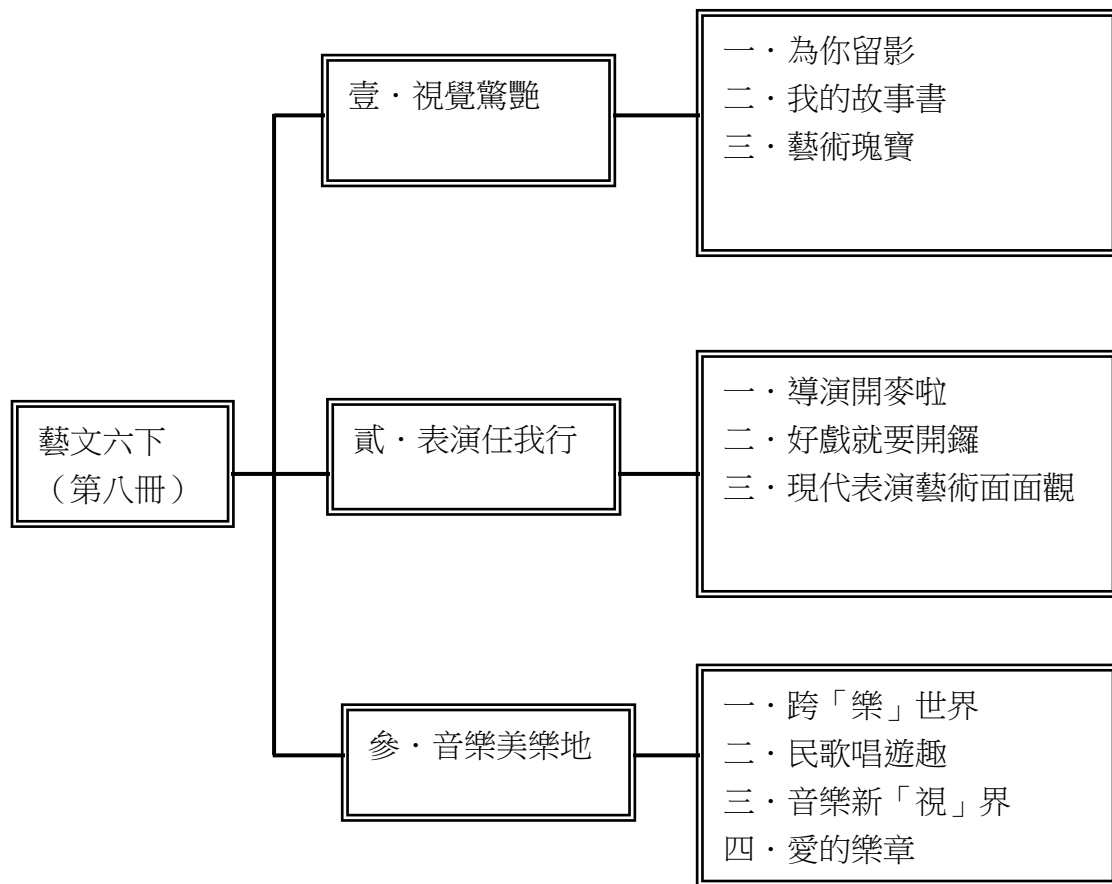 藝文六下
（第八冊）
壹．視覺驚艷
一．為你留影
二．我的故事書
三．藝術瑰寶
貳．表演任我行
一．導演開麥啦
二．好戲就要開鑼
三．現代表演藝術面面觀
參．音樂美樂地
一．跨「樂」世界
二．民歌唱遊趣
三．音樂新「視」界
四．愛的樂章